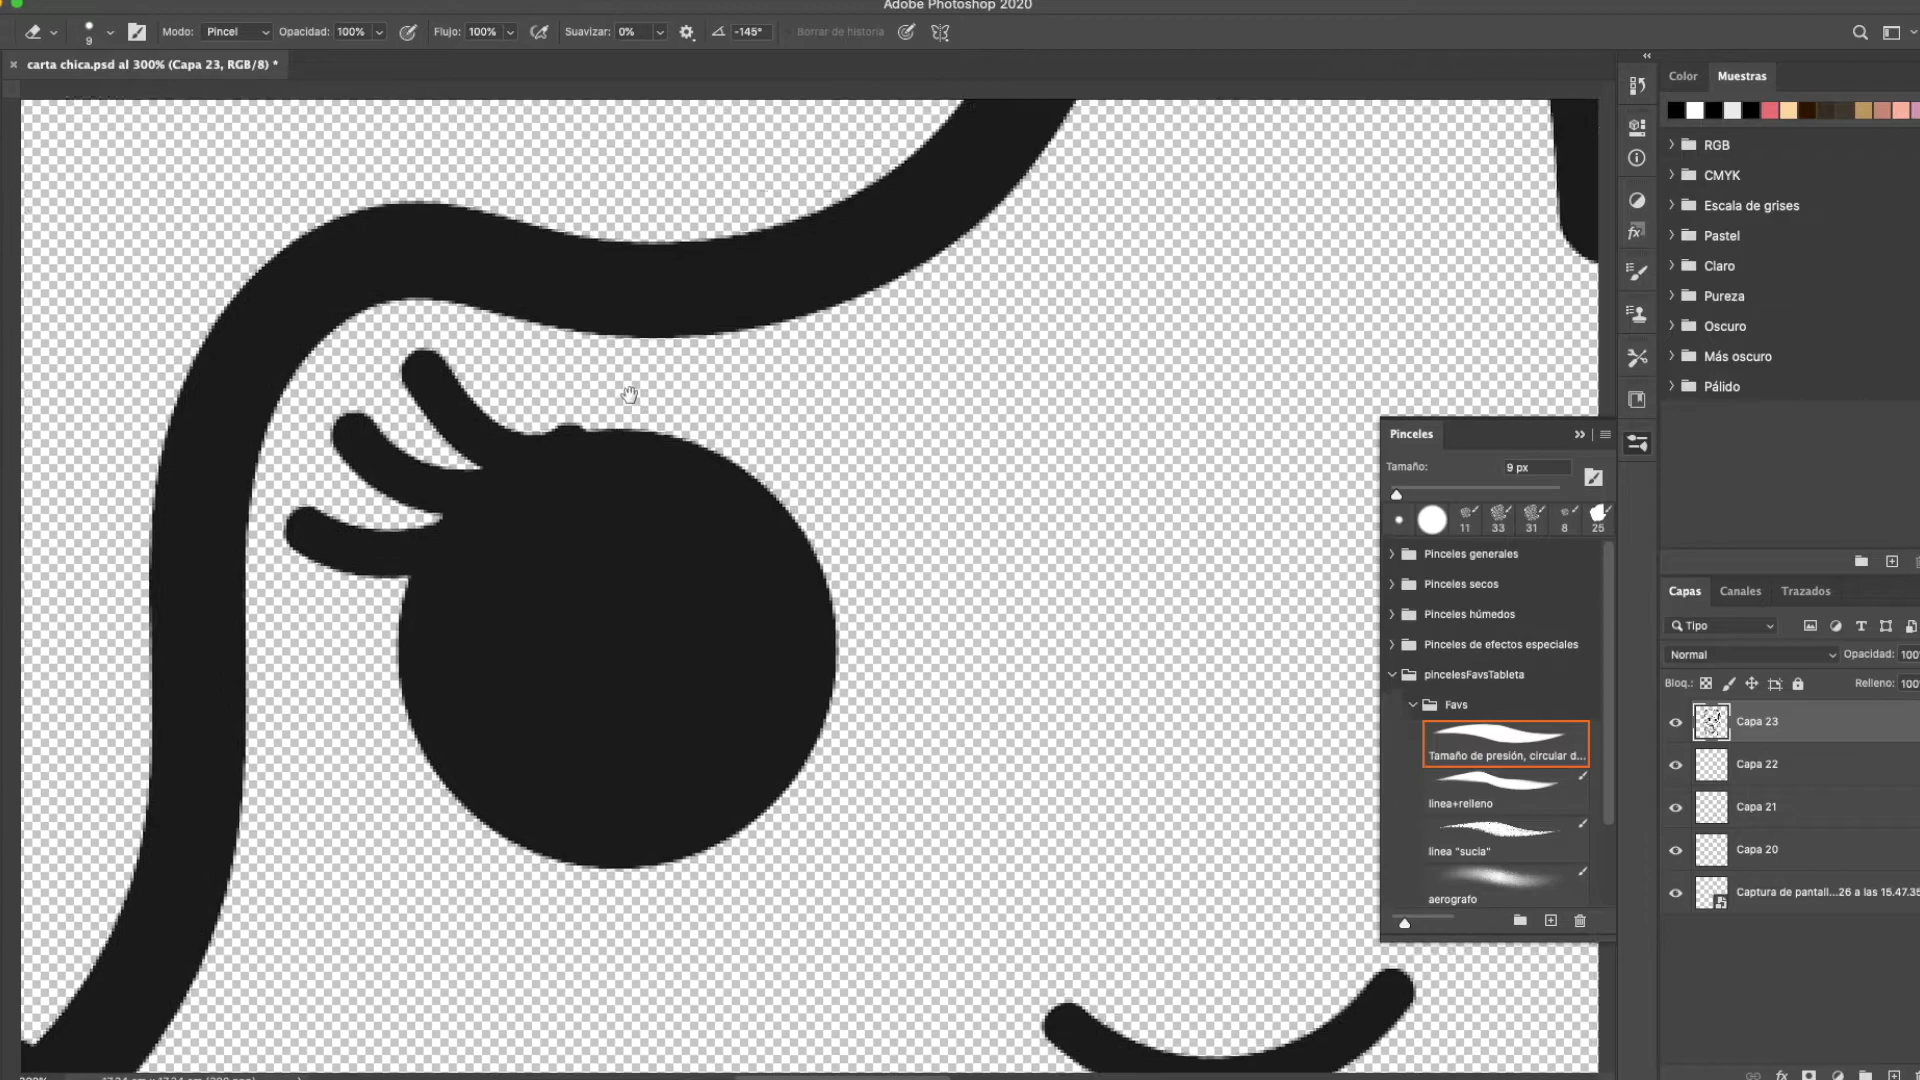 Adobe Photoshop 2020
9
Modo: Pincel Opacidad: 100% Flujo: 100% Suavizar: 0% -145° Borrar de historia
× carta chica.psd al 300% (Capa 23, RGB/8) *
Color Muestras
RGB
CMYK
Escala de grises
Pastel
Claro
Pureza
Oscuro
Más oscuro
Pálido
Pinceles
Tamaño: 9 px
11 33 31 8 25
Pinceles generales
Pinceles secos
Pinceles húmedos
Pinceles de efectos especiales
pincelesFavsTableta
Favs
Tamaño de presión, circular d...
linea+relleno
linea "sucia"
aerografo
Capas Canales Trazados
Tipo
Normal Opacidad: 100
Bloq.: Relleno: 100
Capa 23
Capa 22
Capa 21
Capa 20
Captura de pantall...26 a las 15.47.35